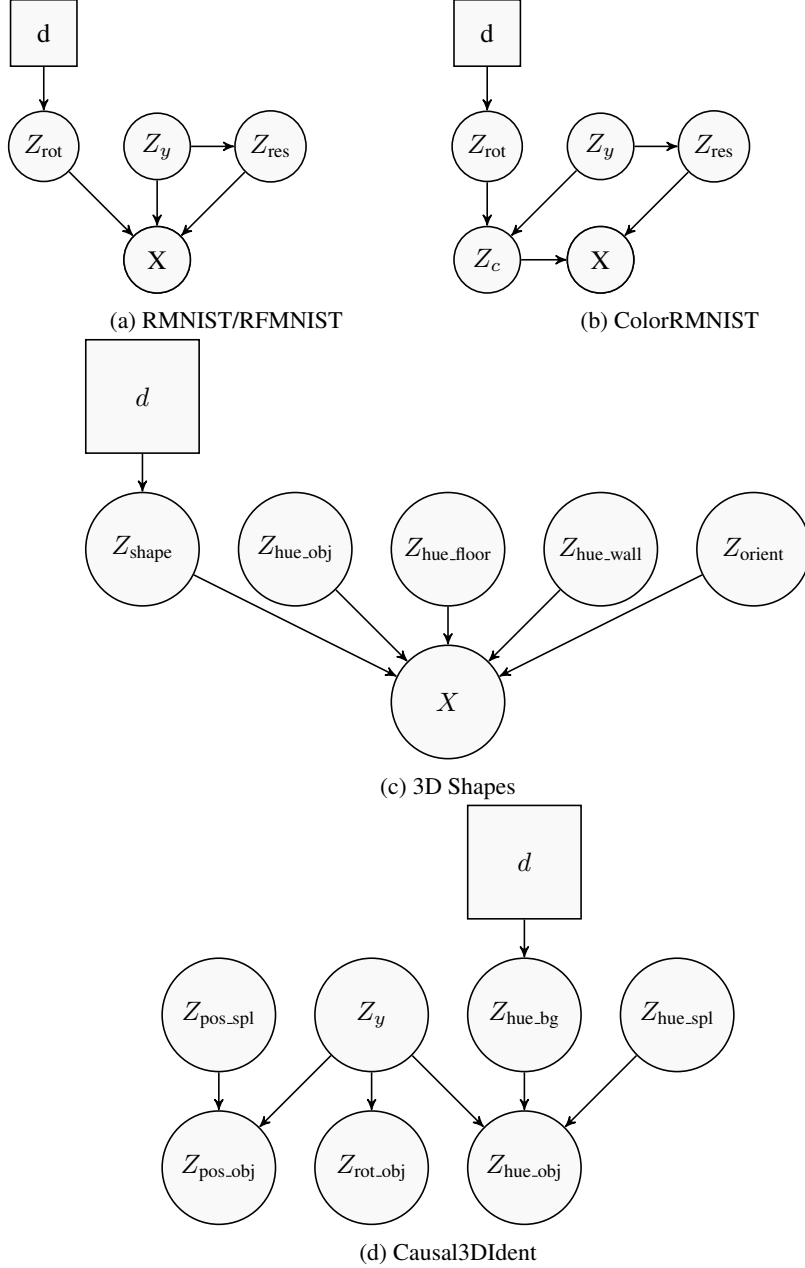 d d
Z_rot Z_y Z_res Z_rot Z_y Z_res
X Z_c X
(a) RMNIST/RFMNIST (b) ColorRMNIST
d
Z_shape Z_hue_obj Z_hue_floor Z_hue_wall Z_orient
X
(c) 3D Shapes
d
Z_pos_spl Z_y Z_hue_bg Z_hue_spl
Z_pos_obj Z_rot_obj Z_hue_obj
(d) Causal3DIdent